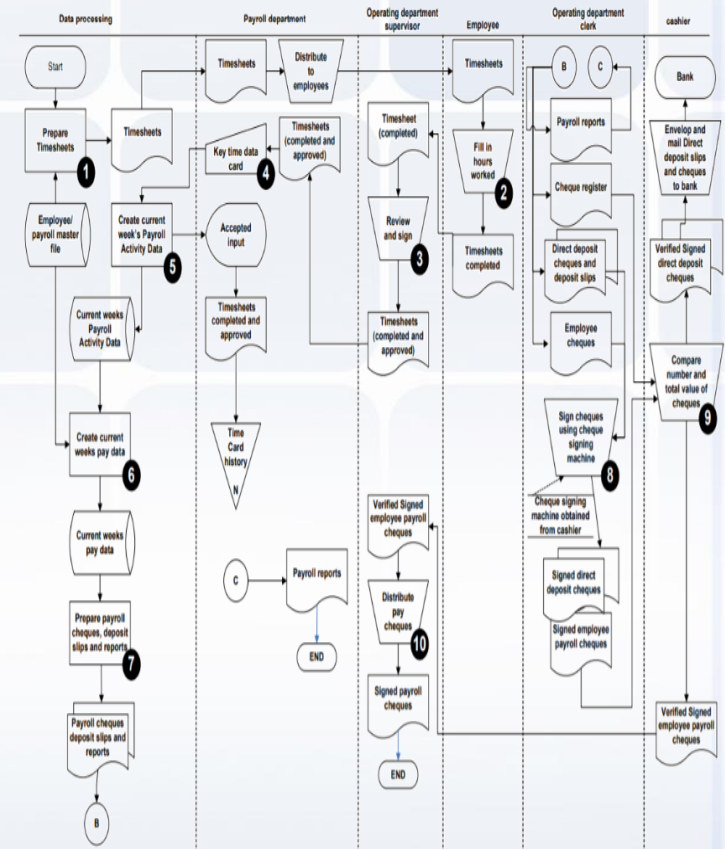 Data processing
Payroll department
Operating department
supervisor
Employee
Operating department
clerk
cashier
Start
Prepare
Timesheets
1
Timesheets
Employee/
payroll master
file
Create current
week's Payroll
Activity Data
5
Current weeks
Payroll
Activity Data
Create current
weeks pay data
6
Current weeks
pay data
Prepare payroll
cheques, deposit
slips and reports
7
Payroll cheques
deposit slips and
reports
B
Timesheets
Distribute
to
employees
Key time data
card
4
Timesheets
(completed and
approved)
Accepted
input
Timesheets
completed and
approved
Time
Card
history
N
C
Payroll reports
END
Timesheet
(completed)
Review
and sign
3
Timesheets
(completed and
approved)
Verified Signed
employee payroll
cheques
Distribute
pay
cheques
10
Signed payroll
cheques
END
Timesheets
Fill in
hours
worked
2
Timesheets
completed
B
C
Payroll reports
Cheque register
Direct deposit
cheques and
deposit slips
Employee
cheques
Sign cheques
using cheque
signing
machine
8
Cheque signing
machine obtained
from cashier
Signed direct
deposit cheques
Signed employee
payroll cheques
Bank
Envelop and
mail Direct
deposit slips
and cheques
to bank
Verified Signed
direct deposit
cheques
Compare
number and
total value of
cheques
9
Verified Signed
employee payroll
cheques